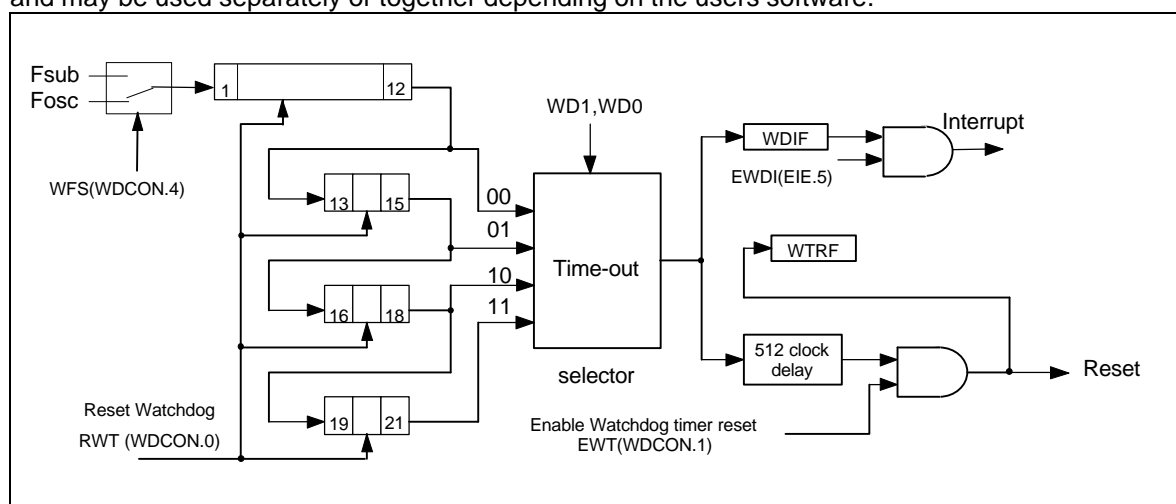 and may be used separately or together depending on the users software.
Fsub
Fosc
WFS(WDCON.4)
1
12
13
15
16
18
19
21
Reset Watchdog
RWT (WDCON.0)
WD1,WD0
00
01
10
11
Time-out
selector
WDIF
EWDI(EIE.5)
Interrupt
WTRF
512 clock
delay
Reset
Enable Watchdog timer reset
EWT(WDCON.1)